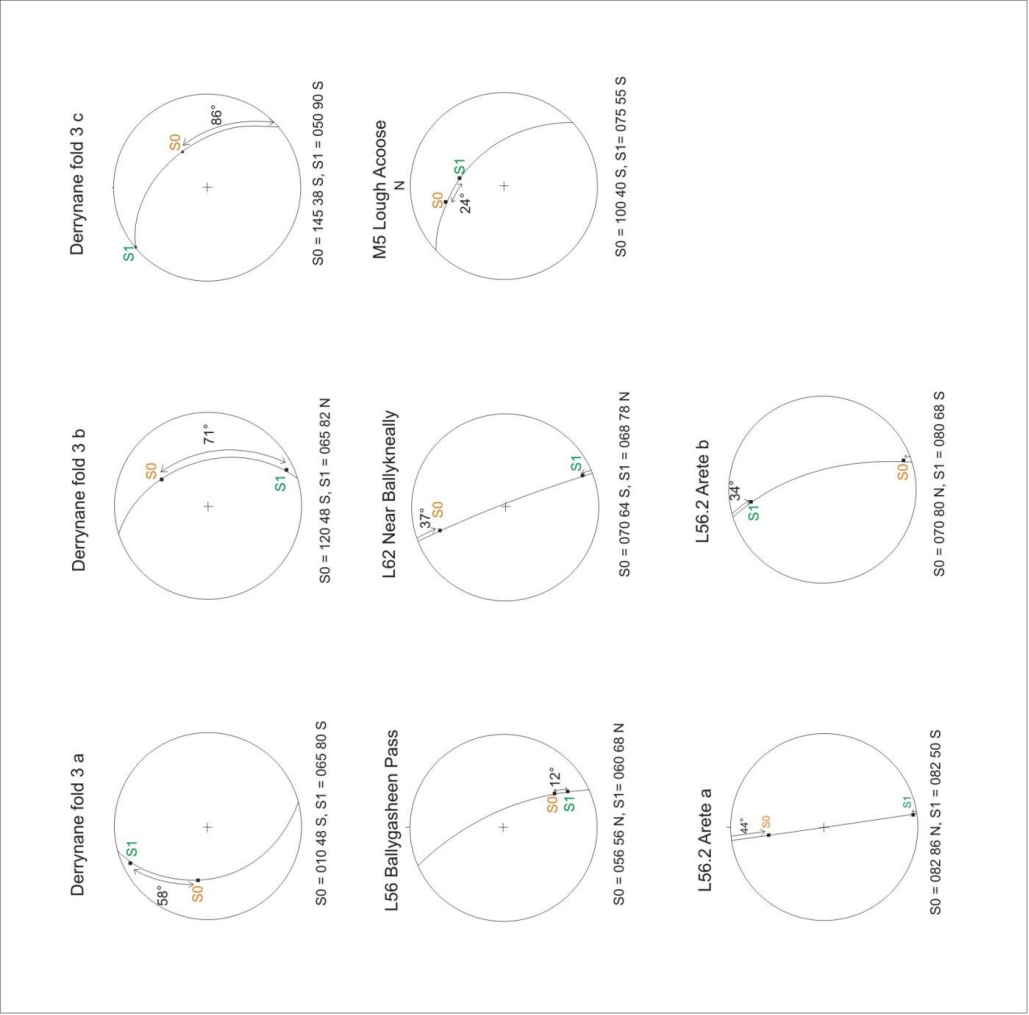 Derrynane fold 3 a
S1
58°
S0
S0 = 010 48 S, S1 = 065 80 S
Derrynane fold 3 b
S0
71°
S1
S0 = 120 48 S, S1 = 065 82 N
Derrynane fold 3 c
S1
S0
86°
S0 = 145 38 S, S1 = 050 90 S
L56 Ballygasheen Pass
S0
12°
S1
S0 = 056 56 N, S1= 060 68 N
L62 Near Ballykneally
37°
S0
S1
S0 = 070 64 S, S1 = 068 78 N
M5 Lough Acoose
N
S0
24°
S1
S0 = 100 40 S, S1= 075 55 S
L56.2 Arete a
44°
S0
S1
S0 = 082 86 N, S1 = 082 50 S
L56.2 Arete b
34°
S1
S0
S0 = 070 80 N, S1 = 080 68 S